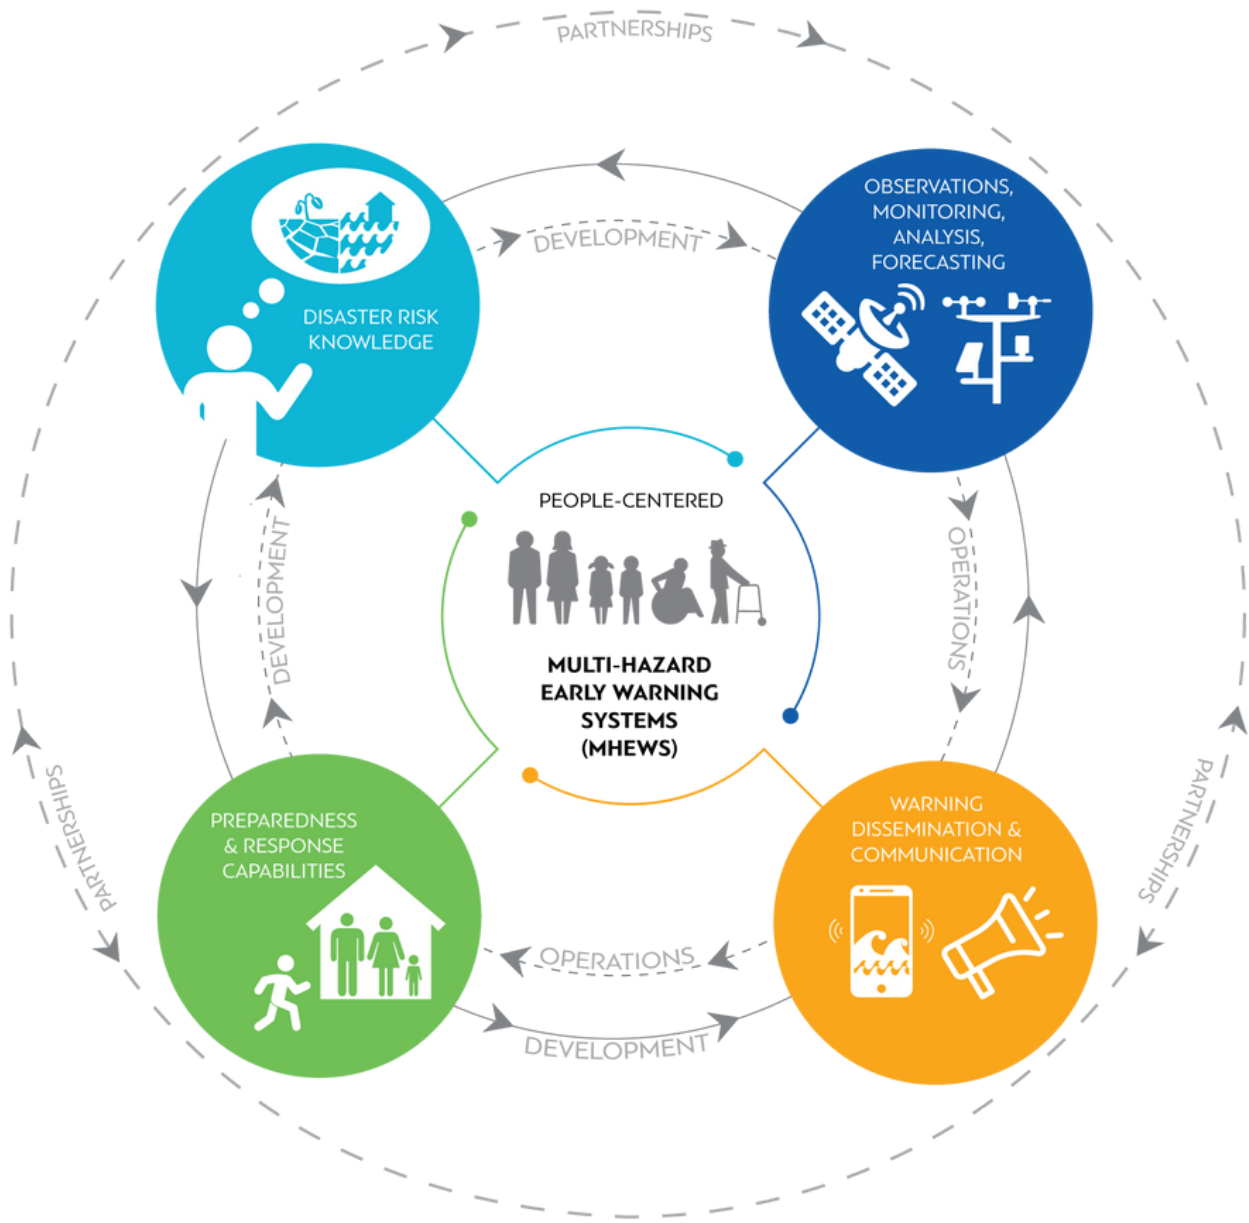 PARTNERSHIPS
DEVELOPMENT
DISASTER RISK
KNOWLEDGE
OBSERVATIONS,
MONITORING,
ANALYSIS,
FORECASTING
PEOPLE-CENTERED
MULTI-HAZARD
EARLY WARNING
SYSTEMS
(MHEWS)
DEVELOPMENT
OPERATIONS
PARTNERSHIPS
PARTNERSHIPS
PREPAREDNESS
& RESPONSE
CAPABILITIES
WARNING
DISSEMINATION &
COMMUNICATION
OPERATIONS
DEVELOPMENT